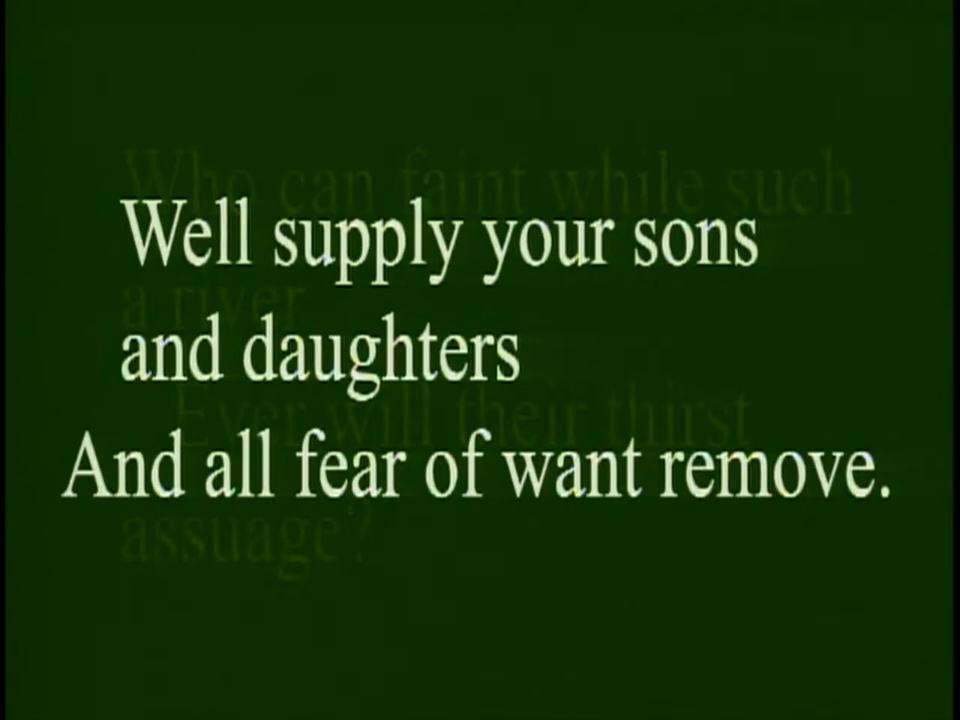 Who can faint while such
Well supply your sons
a river
and daughters
Ever will their thirst
And all fear of want remove.
assuage?